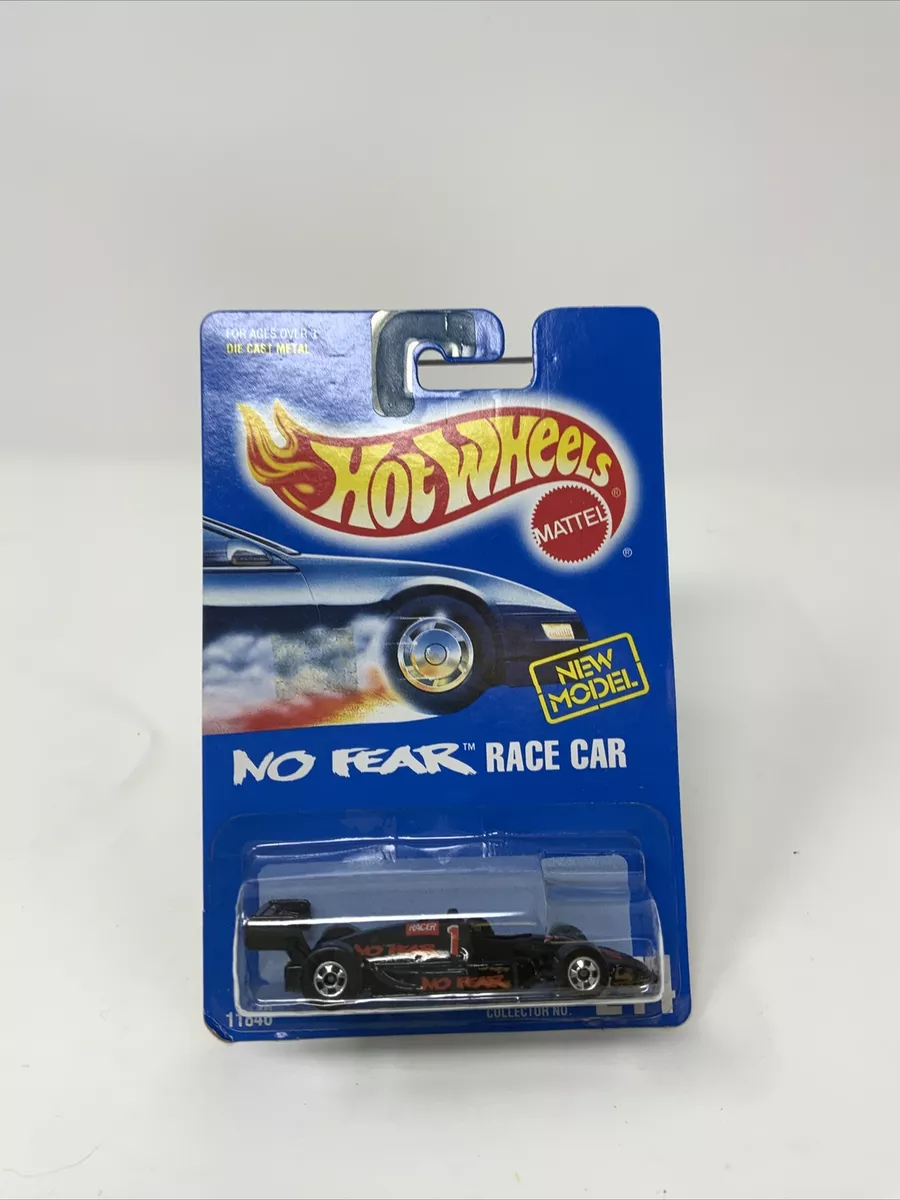 FOR AGES OVER 3
DIE CAST METAL
HOT WHEELS ®
MATTEL
®
NEW
MODEL
NO FEAR™ RACE CAR
RACER
1
NO FEAR
NO FEAR
COLLECTOR NO.